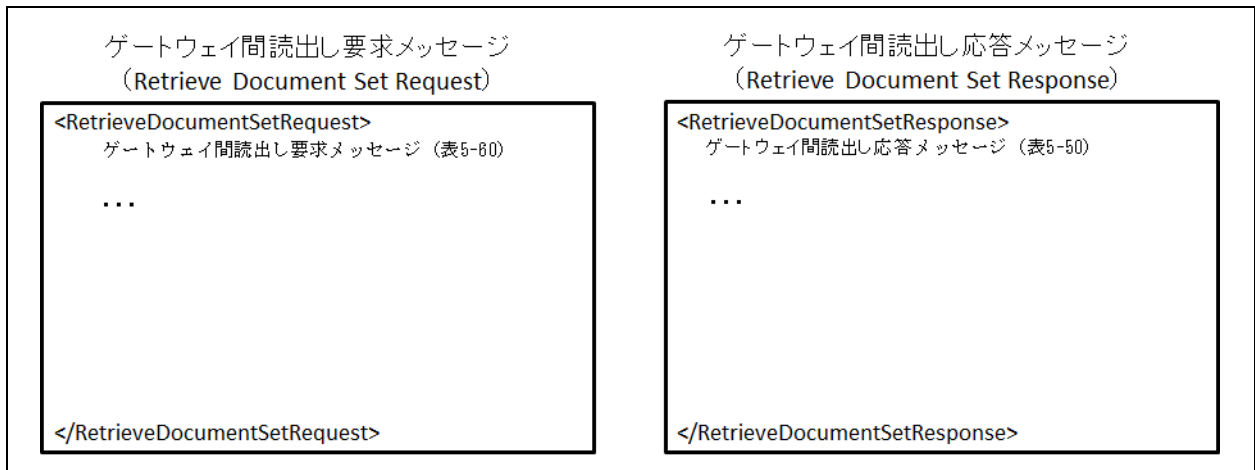 ゲートウェイ間読出し要求メッセージ
（Retrieve Document Set Request）
<RetrieveDocumentSetRequest>
ゲートウェイ間読出し要求メッセージ（表5-60）
...
</RetrieveDocumentSetRequest>
ゲートウェイ間読出し応答メッセージ
（Retrieve Document Set Response）
<RetrieveDocumentSetResponse>
ゲートウェイ間読出し応答メッセージ（表5-50）
...
</RetrieveDocumentSetResponse>